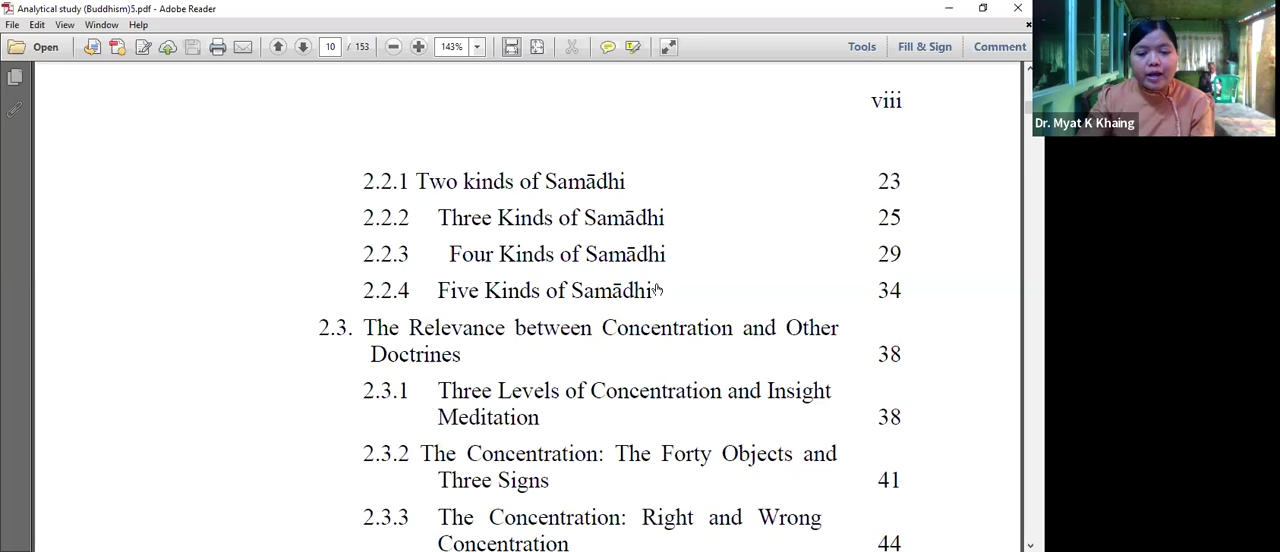 Analytical study (Buddhism)5.pdf - Adobe Reader
File Edit View Window Help
Open 10 / 153 143% Tools Fill & Sign Comment
Dr. Myat K Khaing
viii
2.2.1 Two kinds of Samādhi 23
2.2.2 Three Kinds of Samādhi 25
2.2.3 Four Kinds of Samādhi 29
2.2.4 Five Kinds of Samādhi 34
2.3. The Relevance between Concentration and Other
Doctrines 38
2.3.1 Three Levels of Concentration and Insight
Meditation 38
2.3.2 The Concentration: The Forty Objects and
Three Signs 41
2.3.3 The Concentration: Right and Wrong
Concentration 44